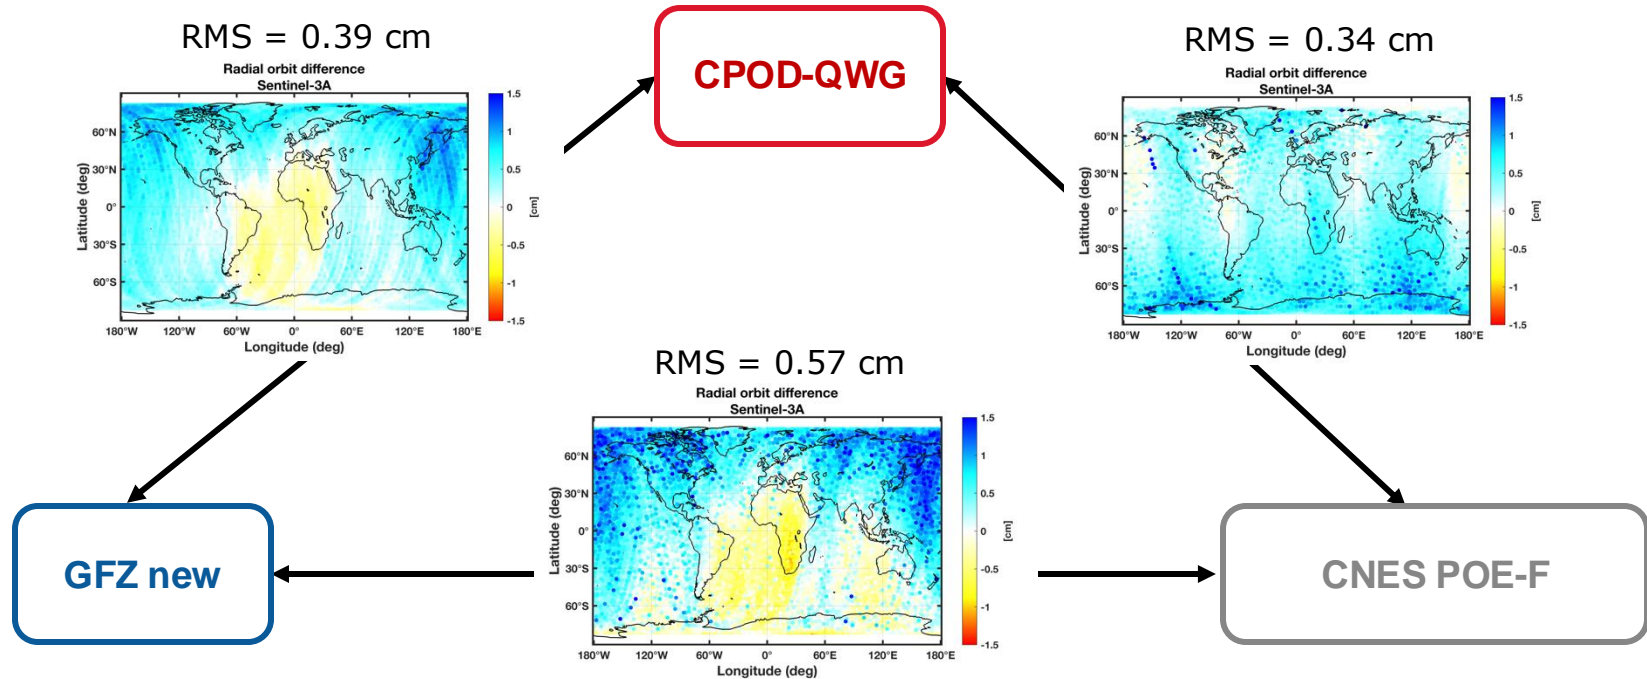 RMS = 0.39 cm
Radial orbit difference
Sentinel-3A
60°N
30°N
0°
30°S
60°S
Latitude (deg)
180°W 120°W 60°W 0° 60°E 120°E 180°E
Longitude (deg)
1.5
1
0.5
0
-0.5
-1
-1.5
[cm]
CPOD-QWG
RMS = 0.34 cm
Radial orbit difference
Sentinel-3A
60°N
30°N
0°
30°S
60°S
Latitude (deg)
180°W 120°W 60°W 0° 60°E 120°E 180°E
Longitude (deg)
1.5
1
0.5
0
-0.5
-1
-1.5
[cm]
RMS = 0.57 cm
Radial orbit difference
Sentinel-3A
60°N
30°N
0°
30°S
60°S
Latitude (deg)
180°W 120°W 60°W 0° 60°E 120°E 180°E
Longitude (deg)
1.5
1
0.5
0
-0.5
-1
-1.5
[cm]
GFZ new
CNES POE-F